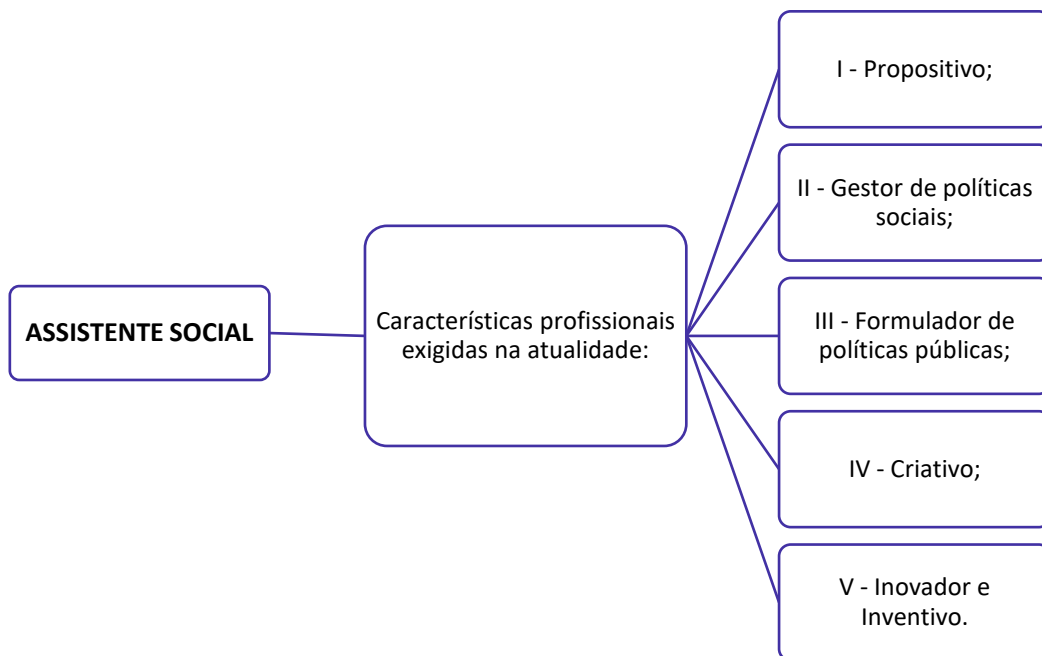 ASSISTENTE SOCIAL
Características profissionais
exigidas na atualidade:
I - Propositivo;
II - Gestor de políticas
sociais;
III - Formulador de
políticas públicas;
IV - Criativo;
V - Inovador e
Inventivo.